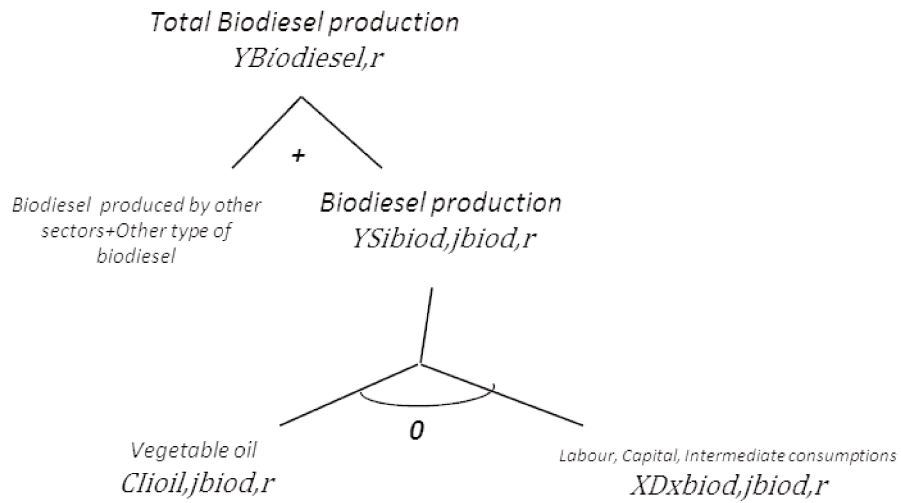 Total Biodiesel production
YBiodiesel,r
+
Biodiesel produced by other
sectors+Other type of
biodiesel
Biodiesel production
YSibiod,jbiod,r
0
Vegetable oil
CIioil,jbiod,r
Labour, Capital, Intermediate consumptions
XDxbiod,jbiod,r